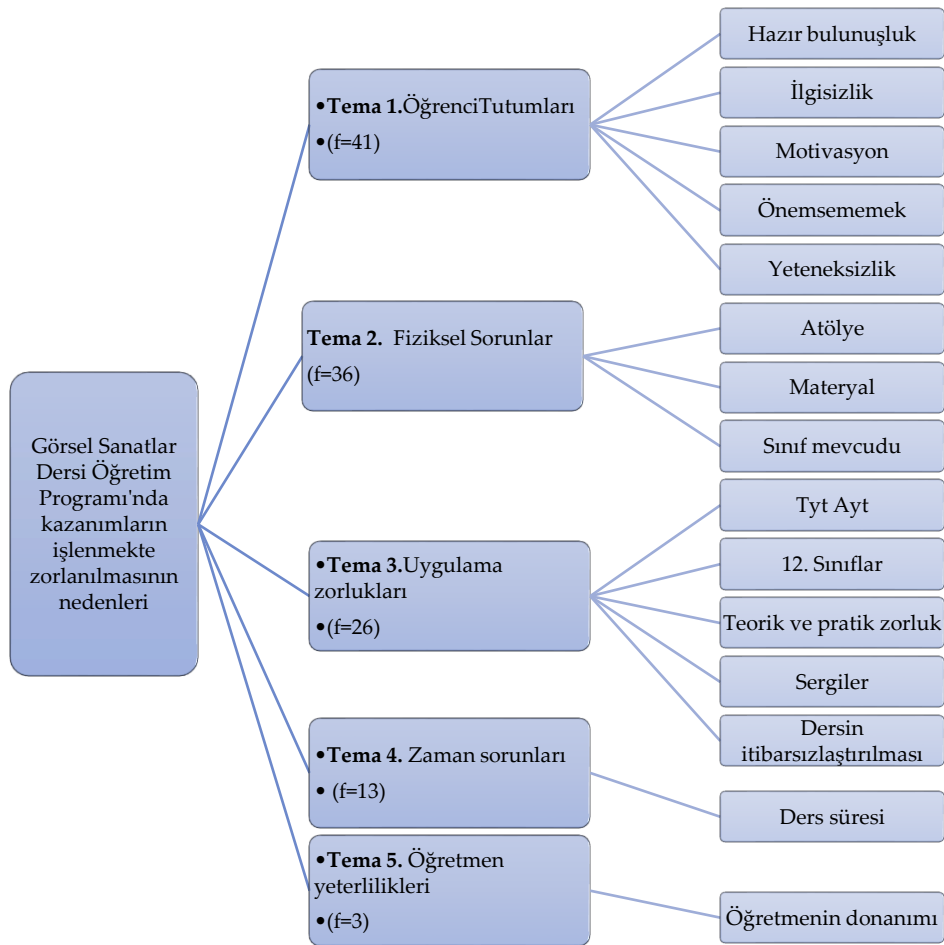 Görsel Sanatlar
Dersi Öğretim
Programı'nda
kazanımların
işlenmekte
zorlanılmasının
nedenleri
•Tema 1.ÖğrenciTutumları
•(f=41)
Hazır bulunuşluk
İlgisizlik
Motivasyon
Önemsememek
Yeteneksizlik
Tema 2.  Fiziksel Sorunlar
(f=36)
Atölye
Materyal
Sınıf mevcudu
•Tema 3.Uygulama
zorlukları
•(f=26)
Tyt Ayt
12. Sınıflar
Teorik ve pratik zorluk
Sergiler
Dersin
itibarsızlaştırılması
•Tema 4. Zaman sorunları
• (f=13)
Ders süresi
•Tema 5. Öğretmen
yeterlilikleri
•(f=3)
Öğretmenin donanımı